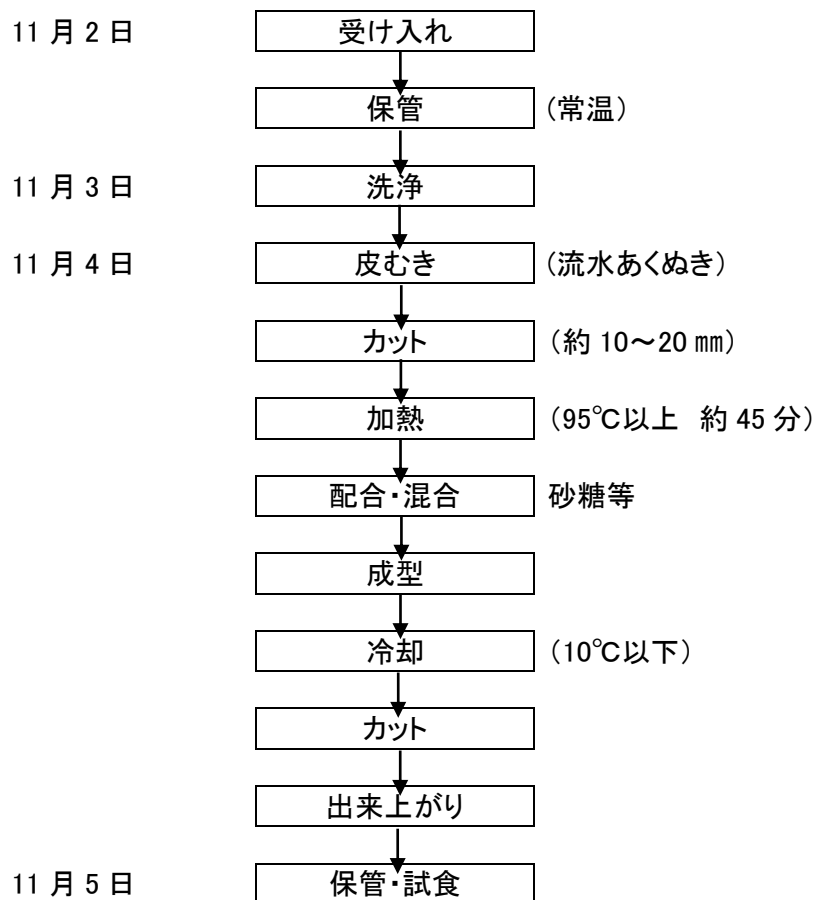 11 月 2 日 受け入れ
保管 (常温)
11 月 3 日 洗浄
11 月 4 日 皮むき (流水あくぬき)
カット (約 10～20 ㎜)
加熱 (95℃以上 約 45 分)
配合・混合 砂糖等
成型
冷却 (10℃以下)
カット
出来上がり
11 月 5 日 保管・試食